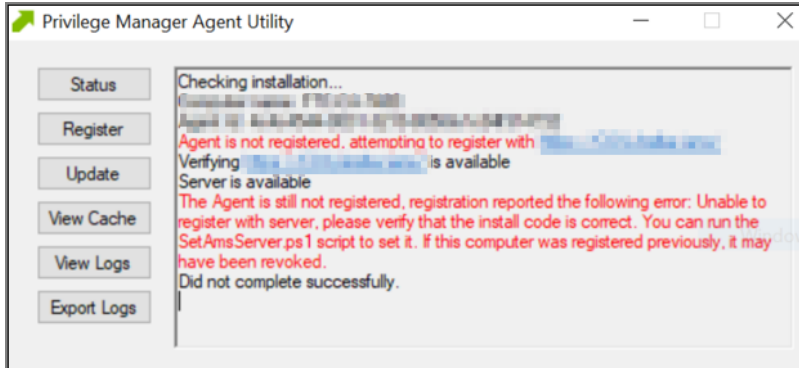 Privilege Manager Agent Utility
Status
Register
Update
View Cache
View Logs
Export Logs
Checking installation...
Agent is not registered, attempting to register with
Verifying is available
Server is available
The Agent is still not registered, registration reported the following error: Unable to
register with server, please verify that the install code is correct. You can run the
SetAmsServer.ps1 script to set it. If this computer was registered previously, it may
have been revoked.
Did not complete successfully.